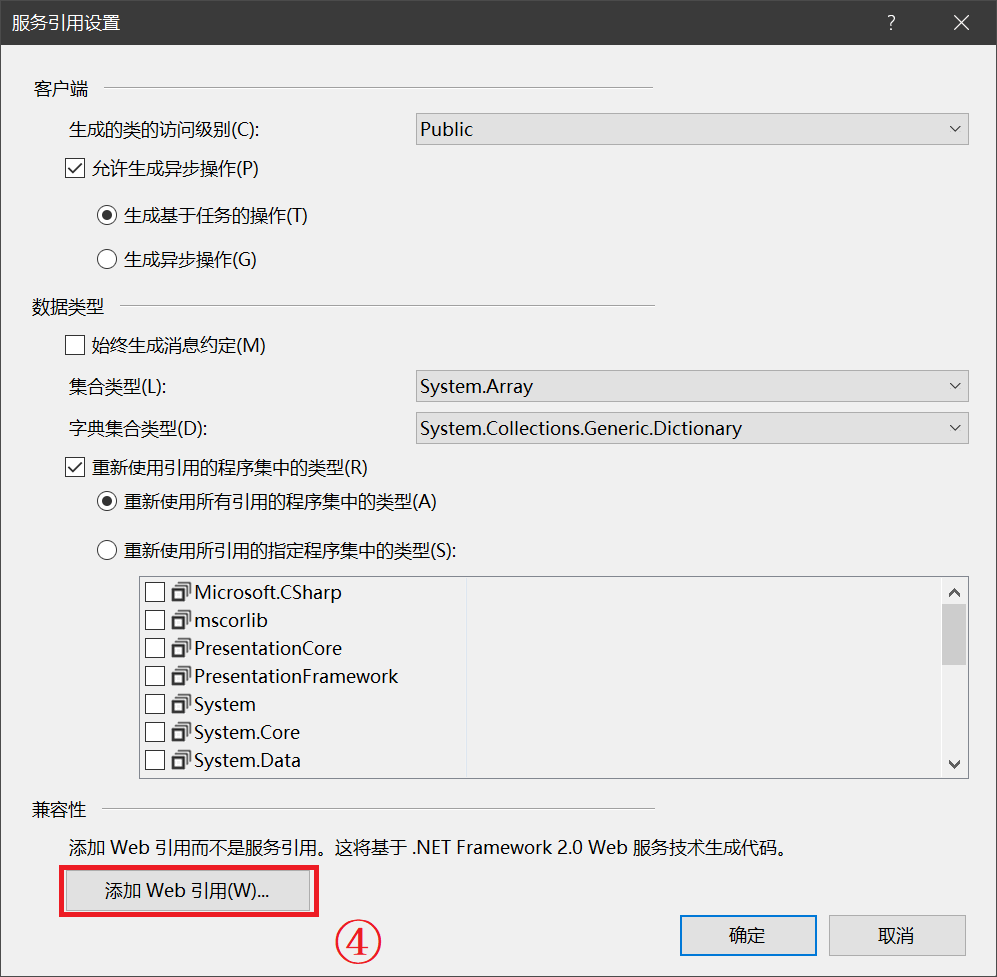 服务引用设置
客户端
生成的类的访问级别(C): Public
允许生成异步操作(P)
生成基于任务的操作(T)
生成异步操作(G)
数据类型
始终生成消息约定(M)
集合类型(L): System.Array
字典集合类型(D): System.Collections.Generic.Dictionary
重新使用引用的程序集中的类型(R)
重新使用所有引用的程序集中的类型(A)
重新使用所引用的指定程序集中的类型(S):
Microsoft.CSharp
mscorlib
PresentationCore
PresentationFramework
System
System.Core
System.Data
兼容性
添加 Web 引用而不是服务引用。这将基于 .NET Framework 2.0 Web 服务技术生成代码。
添加 Web 引用(W)...
④
确定 取消